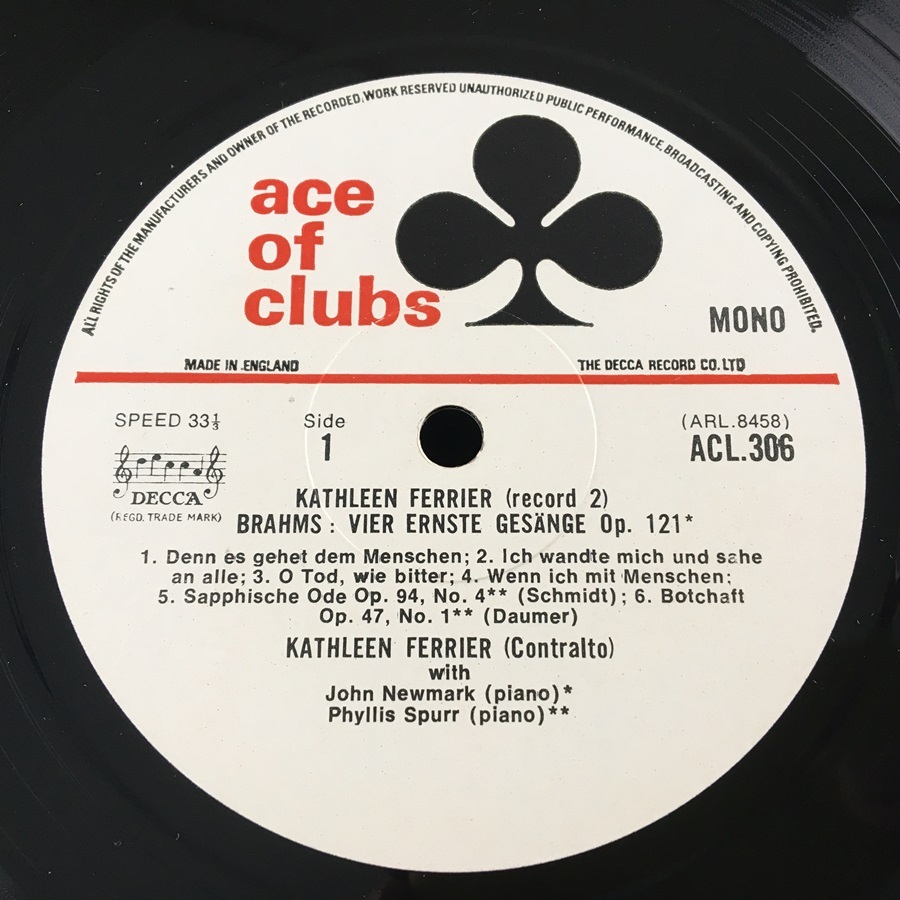 ALL RIGHTS OF THE MANUFACTURERS AND OWNER OF THE RECORDED, WORK RESERVED UNAUTHORIZED PUBLIC PERFORMANCE, BROADCASTING AND COPYING PROHIBITED.
ace
of
clubs
MONO
MADE IN ENGLAND THE DECCA RECORD CO. LTD
SPEED 33⅓ Side (ARL.8458)
1 ACL.306
DECCA
(REGD. TRADE MARK)
KATHLEEN FERRIER (record 2)
BRAHMS : VIER ERNSTE GESÄNGE Op. 121*
1. Denn es gehet dem Menschen; 2. Ich wandte mich und sahe
an alle; 3. O Tod, wie bitter; 4. Wenn ich mit Menschen;
5. Sapphische Ode Op. 94, No. 4** (Schmidt); 6. Botchaft
Op. 47, No. 1** (Daumer)
KATHLEEN FERRIER (Contralto)
with
John Newmark (piano)*
Phyllis Spurr (piano)**